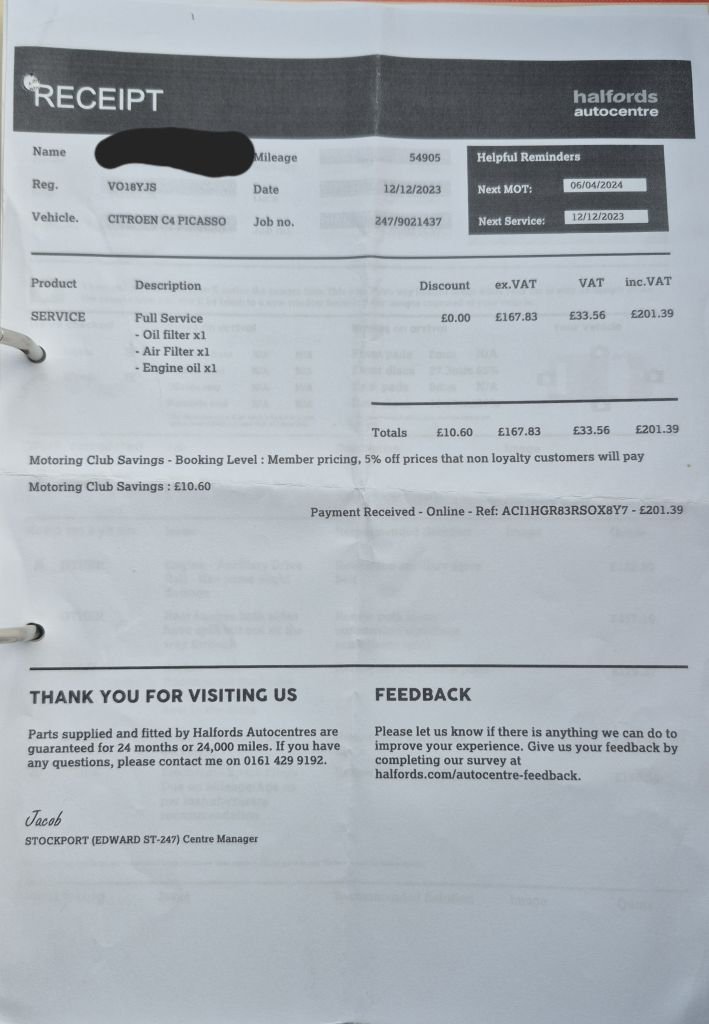 RECEIPT
halfords
autocentre
Name
Mileage 54905
Helpful Reminders
Reg. VO18YJS Date 12/12/2023
Next MOT: 06/04/2024
Vehicle. CITROEN C4 PICASSO Job no. 247/9021437
Next Service: 12/12/2023
Product Description Discount ex.VAT VAT inc.VAT
SERVICE Full Service £0.00 £167.83 £33.56 £201.39
- Oil filter x1
- Air Filter x1
- Engine oil x1
Totals £10.60 £167.83 £33.56 £201.39
Motoring Club Savings - Booking Level : Member pricing, 5% off prices that non loyalty customers will pay
Motoring Club Savings : £10.60
Payment Received - Online - Ref: ACI1HGR83RSOX8Y7 - £201.39
THANK YOU FOR VISITING US
Parts supplied and fitted by Halfords Autocentres are
guaranteed for 24 months or 24,000 miles. If you have
any questions, please contact me on 0161 429 9192.
FEEDBACK
Please let us know if there is anything we can do to
improve your experience. Give us your feedback by
completing our survey at
halfords.com/autocentre-feedback.
Jacob
STOCKPORT (EDWARD ST-247) Centre Manager